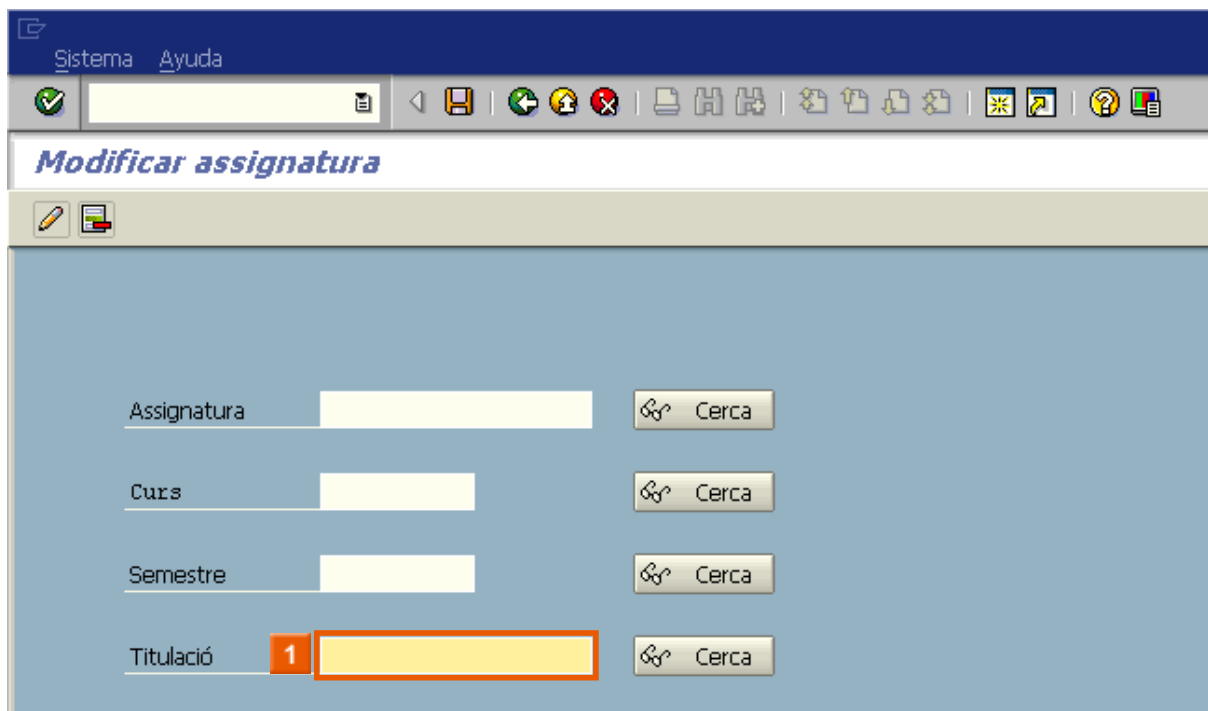 Sistema Ayuda
Modificar assignatura
Assignatura Cerca
Curs Cerca
Semestre Cerca
Titulació 1 Cerca